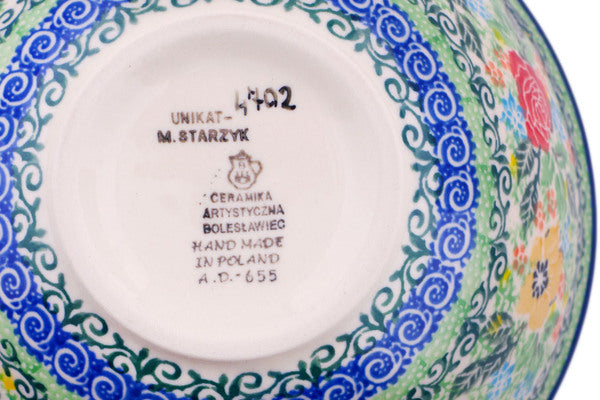 UNIKAT-4702
M.STARZYK
CERAMIKA
ARTYSTYCZNA
BOLESŁAWIEC
HAND MADE
IN POLAND
A.D.-655